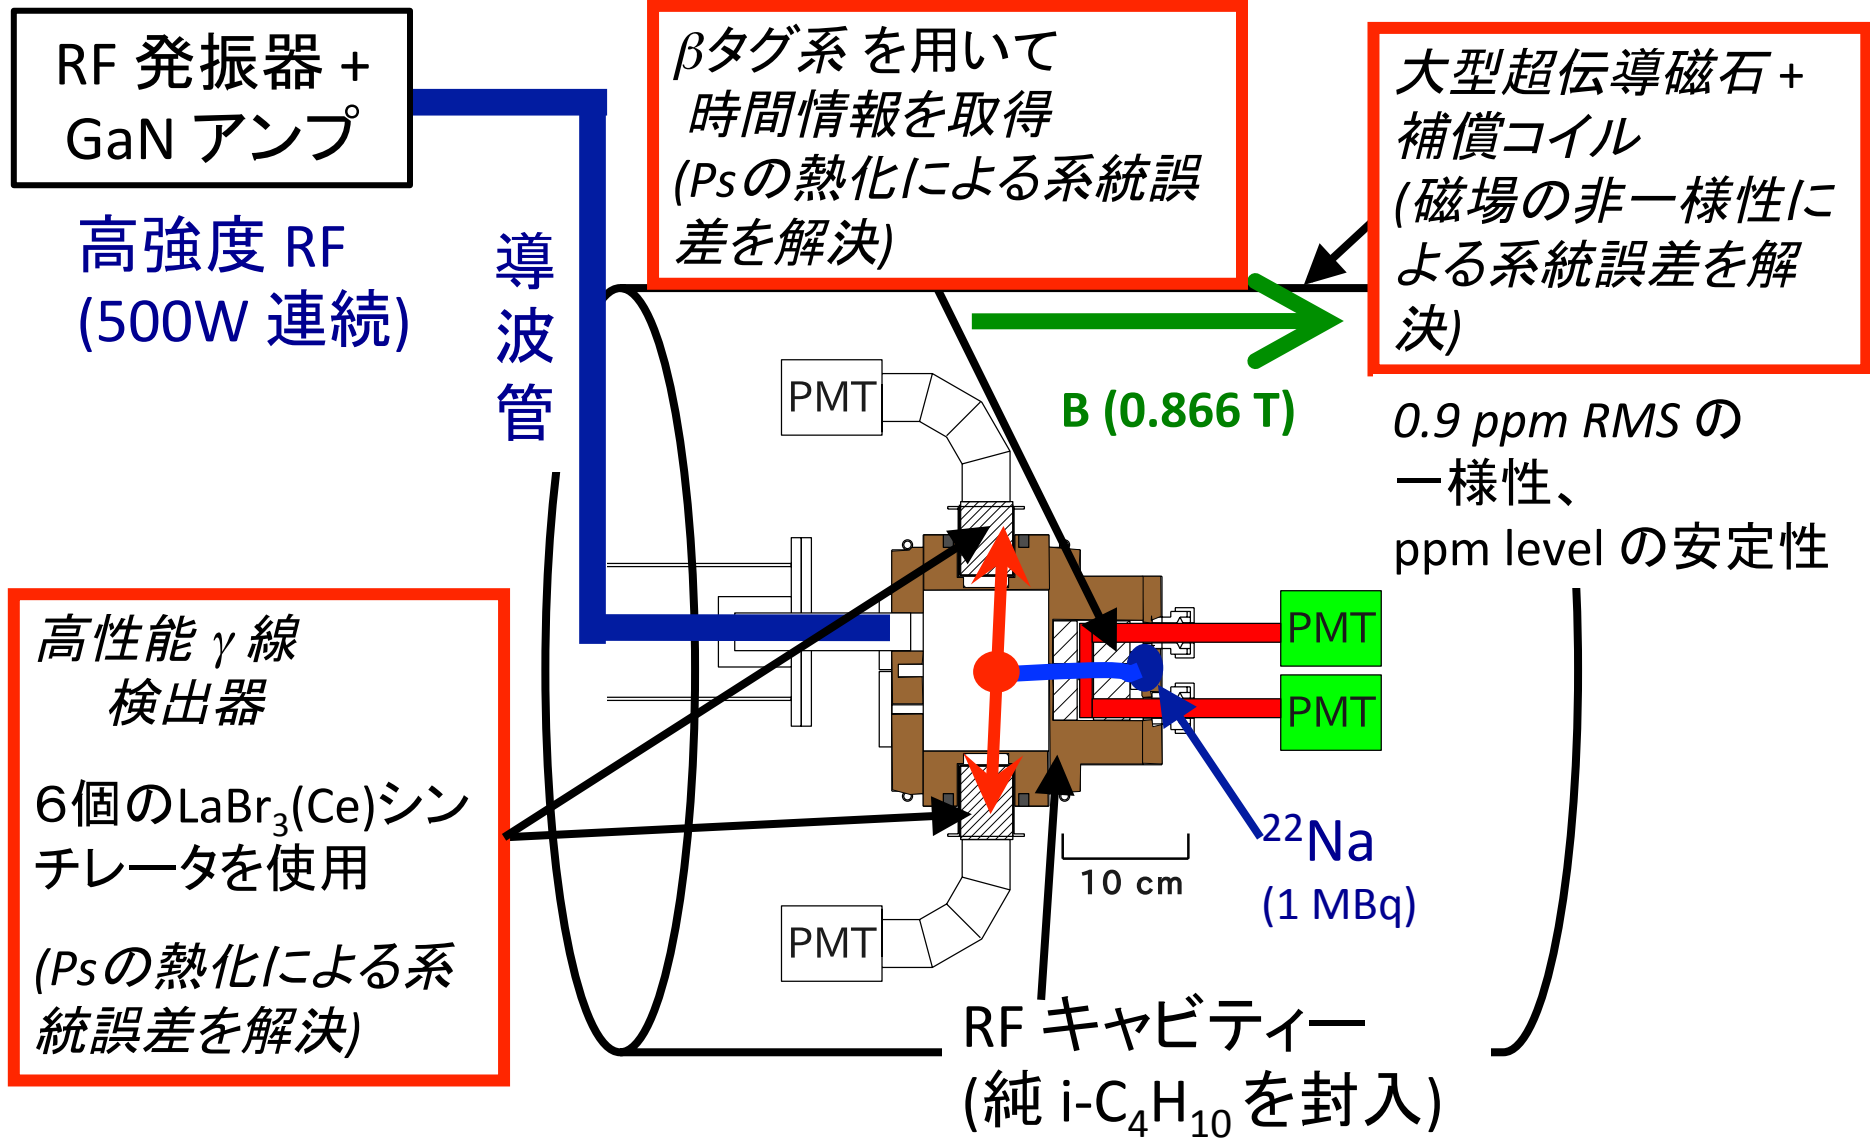 RF 発振器 +
GaN アンプ
高強度 RF
(500W 連続)
導
波
管
βタグ系 を用いて
時間情報を取得
(Psの熱化による系統誤
差を解決)
大型超伝導磁石 +
補償コイル
(磁場の非一様性に
よる系統誤差を解
決)
B (0.866 T)
0.9 ppm RMS の
一様性、
ppm level の安定性
PMT
PMT
PMT
PMT
高性能 γ 線
検出器
６個のLaBr₃(Ce)シン
チレータを使用
(Psの熱化による系
統誤差を解決)
²²Na
(1 MBq)
10 cm
RF キャビティー
(純 i-C₄H₁₀ を封入)